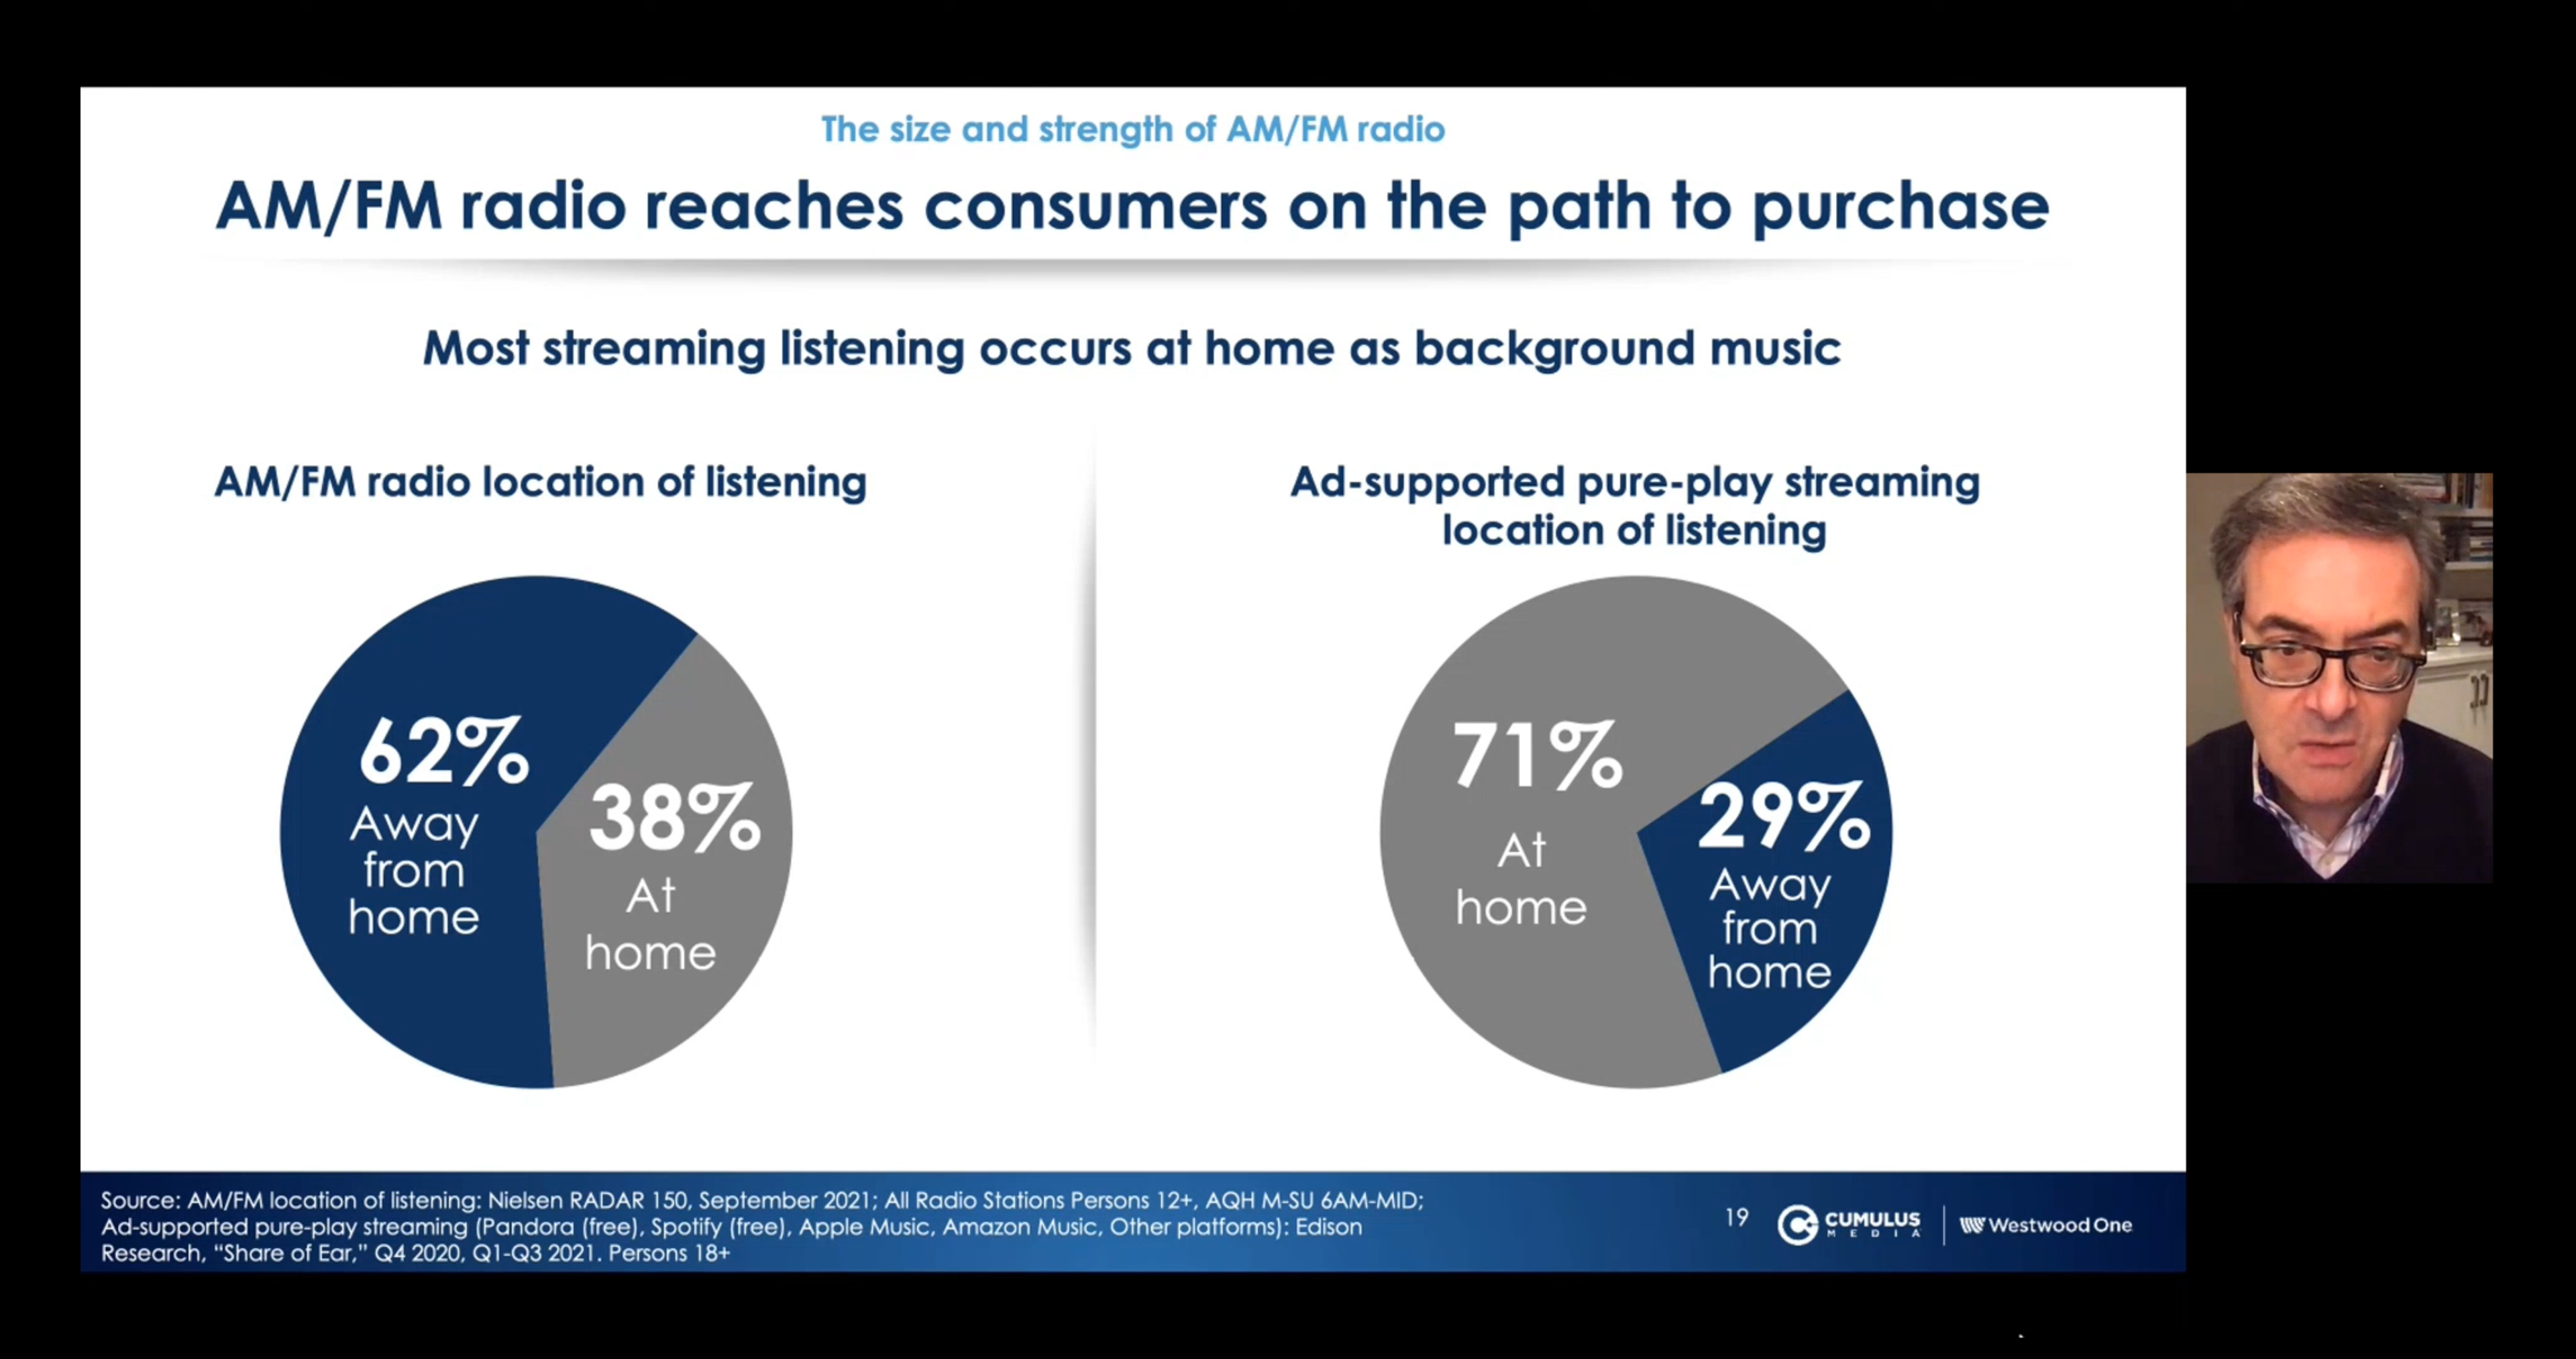 The size and strength of AM/FM radio
AM/FM radio reaches consumers on the path to purchase
Most streaming listening occurs at home as background music
AM/FM radio location of listening
62%
Away
from
home
38%
At
home
Ad-supported pure-play streaming
location of listening
71%
At
home
29%
Away
from
home
Source: AM/FM location of listening: Nielsen RADAR 150, September 2021; All Radio Stations Persons 12+, AQH M-SU 6AM-MID;
Ad-supported pure-play streaming (Pandora (free), Spotify (free), Apple Music, Amazon Music, Other platforms): Edison
Research, “Share of Ear,” Q4 2020, Q1-Q3 2021. Persons 18+
19
CUMULUS
MEDIA
Westwood One